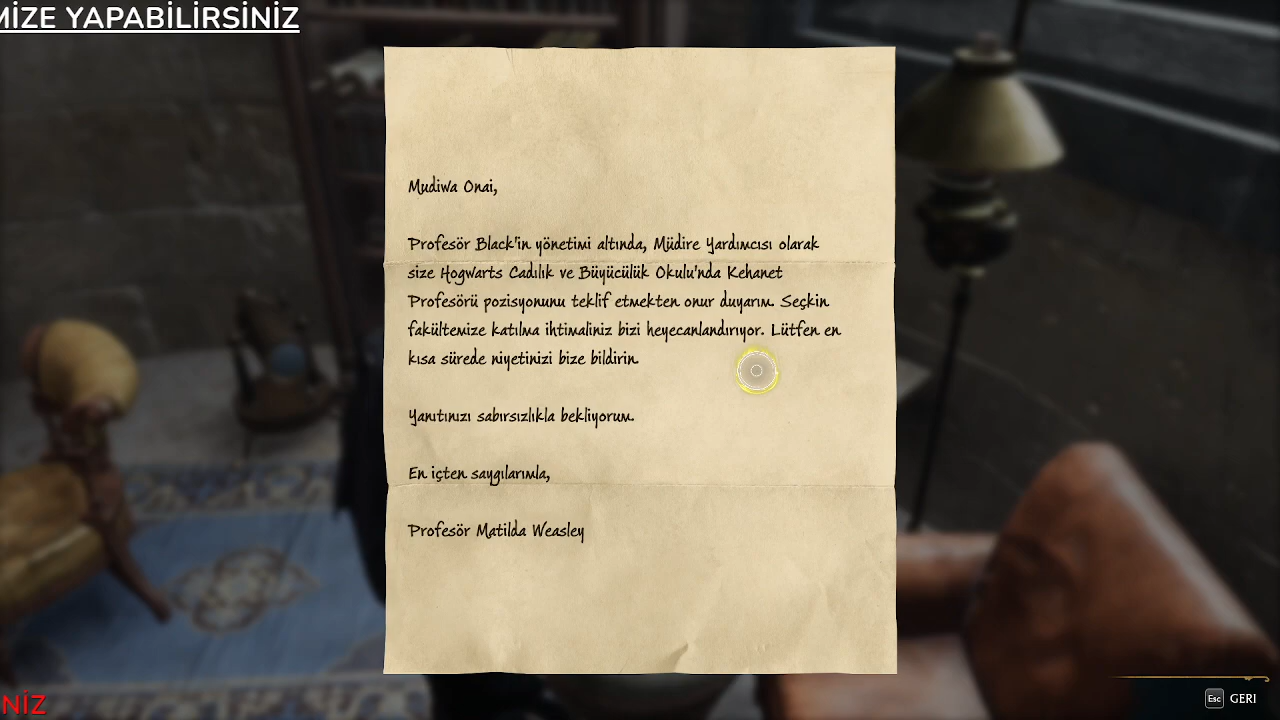 MİZE YAPABİLİRSİNİZ
Mudiwa Onai,
Profesör Black'in yönetimi altında, Müdire Yardımcısı olarak
size Hogwarts Cadılık ve Büyücülük Okulu'nda Kehanet
Profesörü pozisyonunu teklif etmekten onur duyarım. Seçkin
fakültemize katılma ihtimaliniz bizi heyecanlandırıyor. Lütfen en
kısa sürede niyetinizi bize bildirin.
Yanıtınızı sabırsızlıkla bekliyorum.
En içten saygılarımla,
Profesör Matilda Weasley
NİZ
Esc GERİ